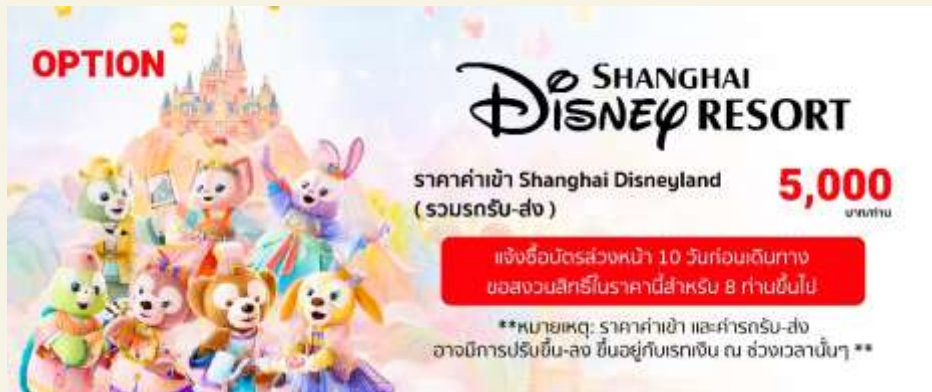 OPTION
SHANGHAI
DISNEY RESORT
ราคาค่าเข้า Shanghai Disneyland
( รวมรถรับ-ส่ง )
5,000
บาท/ท่าน
แจ้งซื้อบัตรล่วงหน้า 10 วันก่อนเดินทาง
ขอสงวนสิทธิ์ในราคานี้สำหรับ 8 ท่านขึ้นไป
**หมายเหตุ: ราคาค่าเข้า และค่ารถรับ-ส่ง
อาจมีการปรับขึ้น-ลง ขึ้นอยู่กับเรทเงิน ณ ช่วงเวลานั้นๆ **